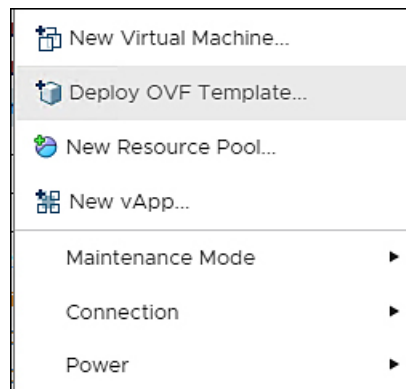 New Virtual Machine...
Deploy OVF Template...
New Resource Pool...
New vApp...
Maintenance Mode
Connection
Power